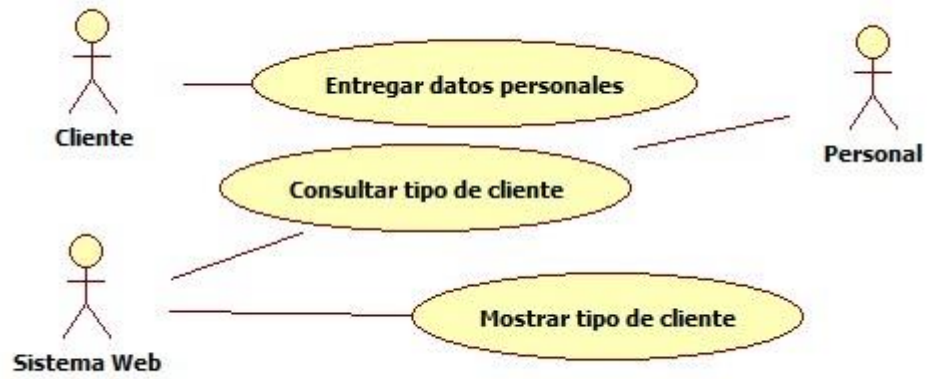 Entregar datos personales
Cliente
Personal
Consultar tipo de cliente
Mostrar tipo de cliente
Sistema Web